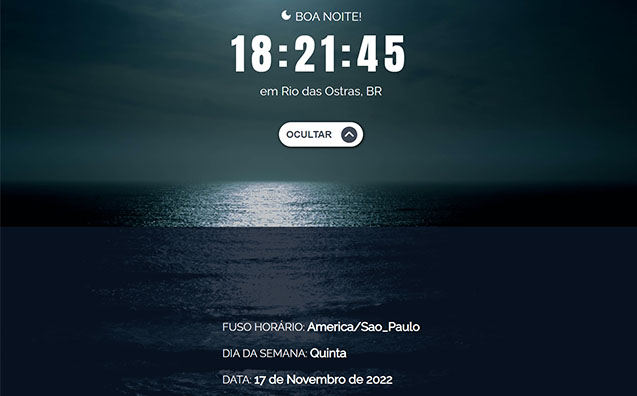 BOA NOITE!
18:21:45
em Rio das Ostras, BR
OCULTAR
FUSO HORÁRIO: America/Sao_Paulo
DIA DA SEMANA: Quinta
DATA: 17 de Novembro de 2022